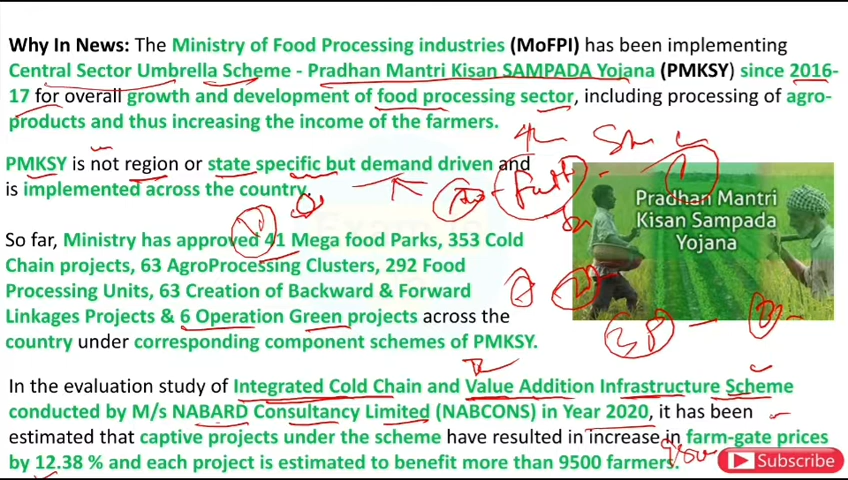 Why In News: The Ministry of Food Processing industries (MoFPI) has been implementing
Central Sector Umbrella Scheme - Pradhan Mantri Kisan SAMPADA Yojana (PMKSY) since 2016-
17 for overall growth and development of food processing sector, including processing of agro-
products and thus increasing the income of the farmers.
PMKSY is not region or state specific but demand driven and
is implemented across the country.
So far, Ministry has approved 41 Mega food Parks, 353 Cold
Chain projects, 63 AgroProcessing Clusters, 292 Food
Processing Units, 63 Creation of Backward & Forward
Linkages Projects & 6 Operation Green projects across the
country under corresponding component schemes of PMKSY.
Pradhan Mantri
Kisan Sampada
Yojana
In the evaluation study of Integrated Cold Chain and Value Addition Infrastructure Scheme
conducted by M/s NABARD Consultancy Limited (NABCONS) in Year 2020, it has been
estimated that captive projects under the scheme have resulted in increase in farm-gate prices
by 12.38 % and each project is estimated to benefit more than 9500 farmers.
Subscribe